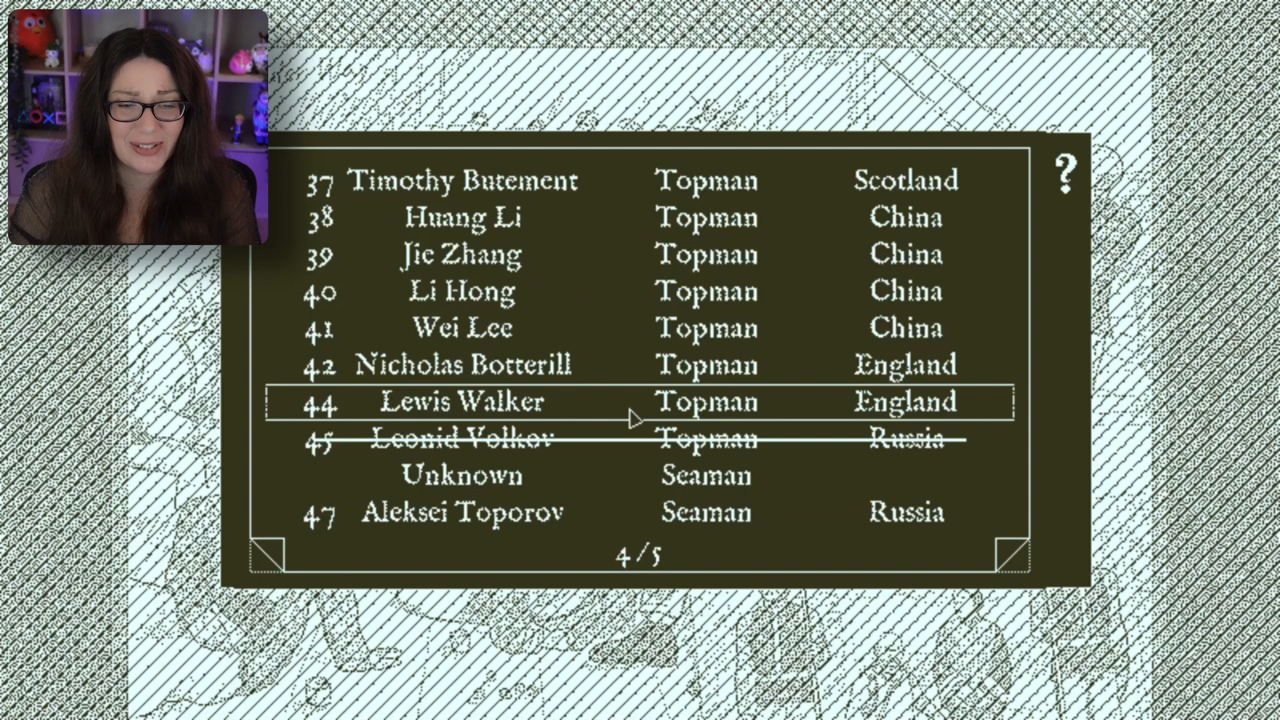 ?
37 Timothy Butement Topman Scotland
38 Huang Li Topman China
39 Jie Zhang Topman China
40 Li Hong Topman China
41 Wei Lee Topman China
42 Nicholas Botterill Topman England
44 Lewis Walker Topman England
45 Leonid Volkov Topman Russia
Unknown Seaman
47 Aleksei Toporov Seaman Russia
4/5